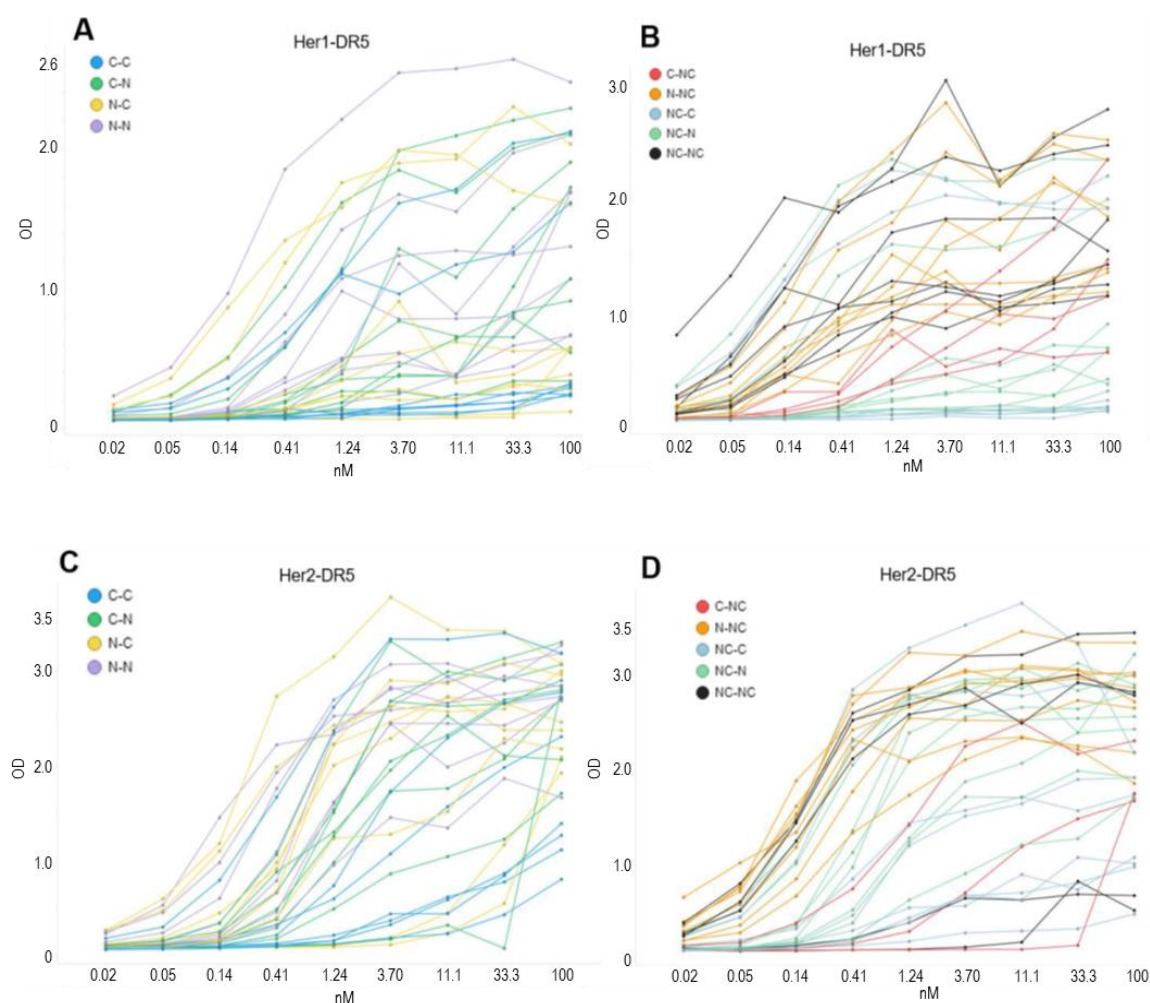 A
Her1-DR5
C-C
C-N
N-C
N-N
2.6
2.0
1.0
0
OD
0.02 0.05 0.14 0.41 1.24 3.70 11.1 33.3 100
nM
B
Her1-DR5
C-NC
N-NC
NC-C
NC-N
NC-NC
3.0
2.0
1.0
0
OD
0.02 0.05 0.14 0.41 1.24 3.70 11.1 33.3 100
nM
C
Her2-DR5
C-C
C-N
N-C
N-N
3.5
3.0
2.0
1.0
0
OD
0.02 0.05 0.14 0.41 1.24 3.70 11.1 33.3 100
nM
D
Her2-DR5
C-NC
N-NC
NC-C
NC-N
NC-NC
3.5
3.0
2.0
1.0
0
OD
0.02 0.05 0.14 0.41 1.24 3.70 11.1 33.3 100
nM